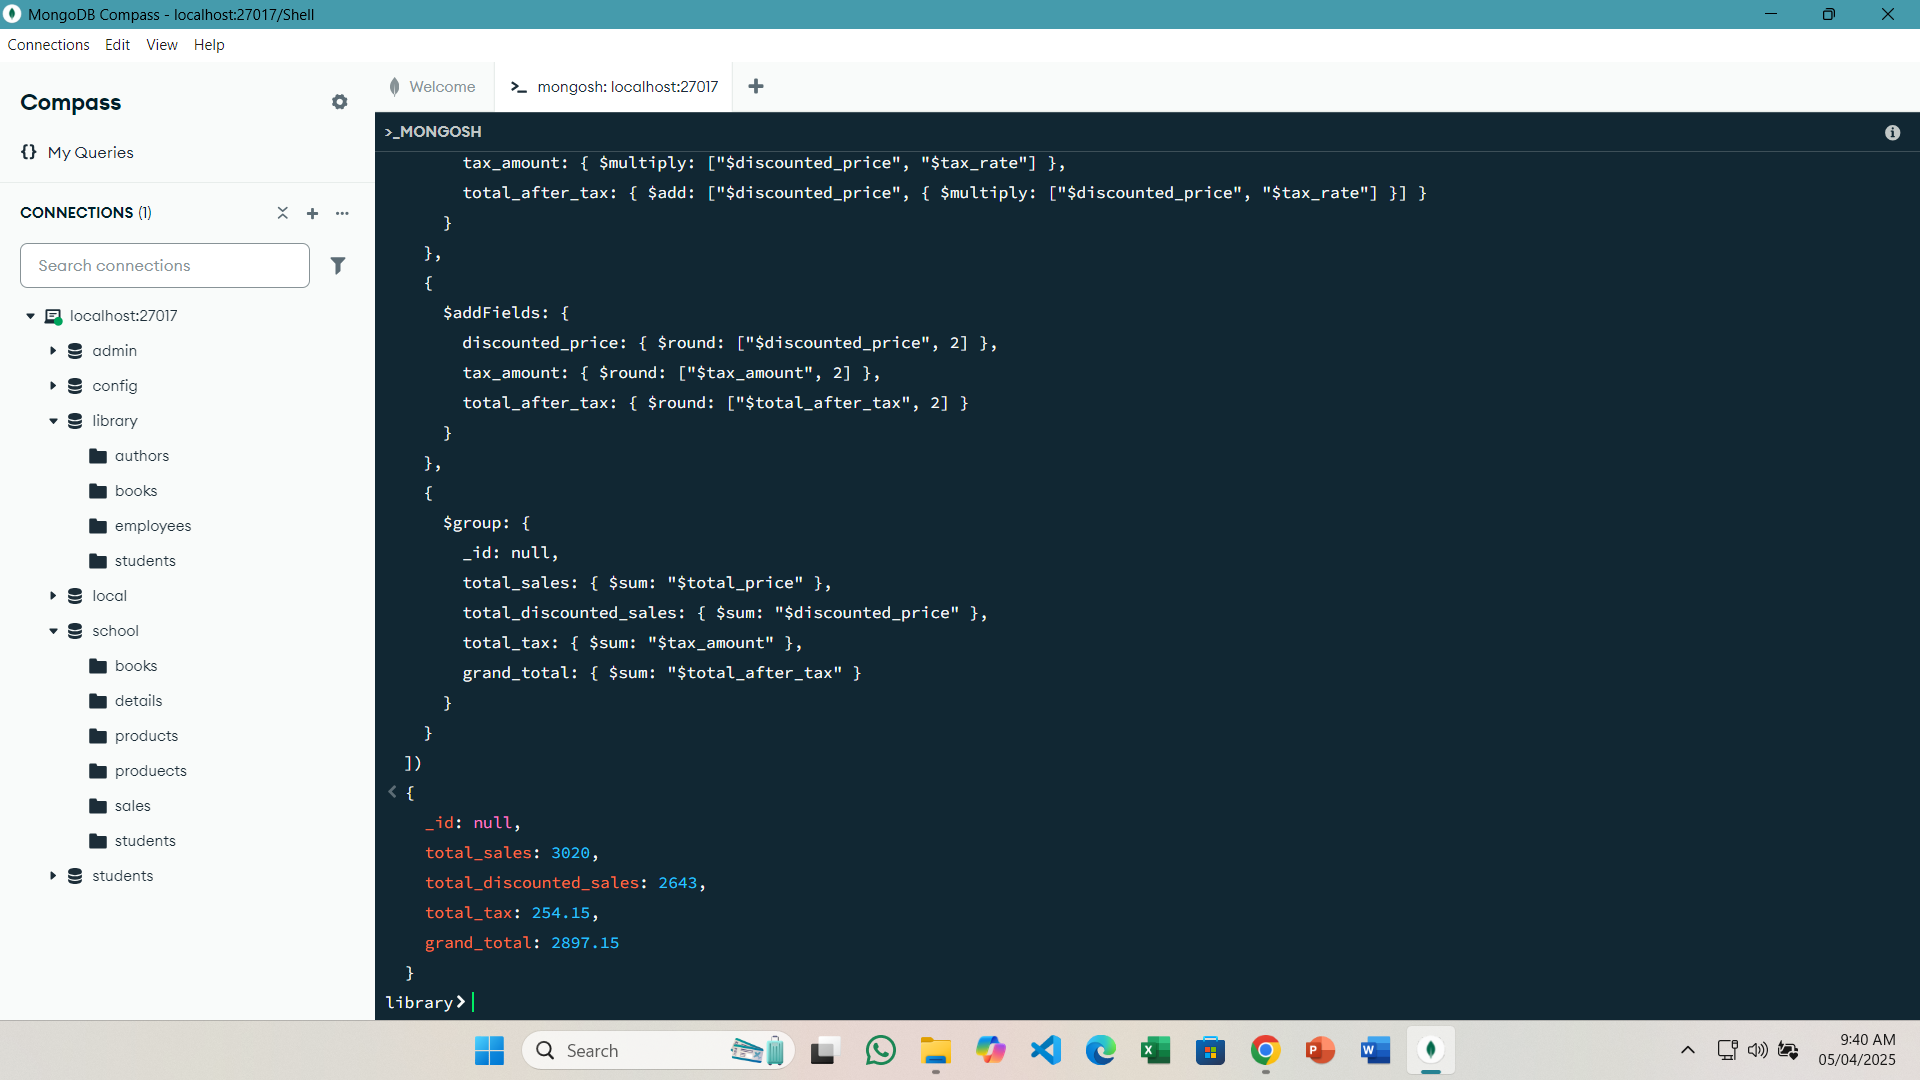 MongoDB Compass - localhost:27017/Shell
Connections Edit View Help
Compass
{} My Queries
CONNECTIONS (1)
Search connections
localhost:27017
admin
config
library
authors
books
employees
students
local
school
books
details
products
produects
sales
students
students
Welcome
>_ mongosh: localhost:27017
>_MONGOSH
tax_amount: { $multiply: ["$discounted_price", "$tax_rate"] },
total_after_tax: { $add: ["$discounted_price", { $multiply: ["$discounted_price", "$tax_rate"] }] }
}
},
{
$addFields: {
discounted_price: { $round: ["$discounted_price", 2] },
tax_amount: { $round: ["$tax_amount", 2] },
total_after_tax: { $round: ["$total_after_tax", 2] }
}
},
{
$group: {
_id: null,
total_sales: { $sum: "$total_price" },
total_discounted_sales: { $sum: "$discounted_price" },
total_tax: { $sum: "$tax_amount" },
grand_total: { $sum: "$total_after_tax" }
}
}
])
< {
_id: null,
total_sales: 3020,
total_discounted_sales: 2643,
total_tax: 254.15,
grand_total: 2897.15
}
library>
Search
9:40 AM
05/04/2025